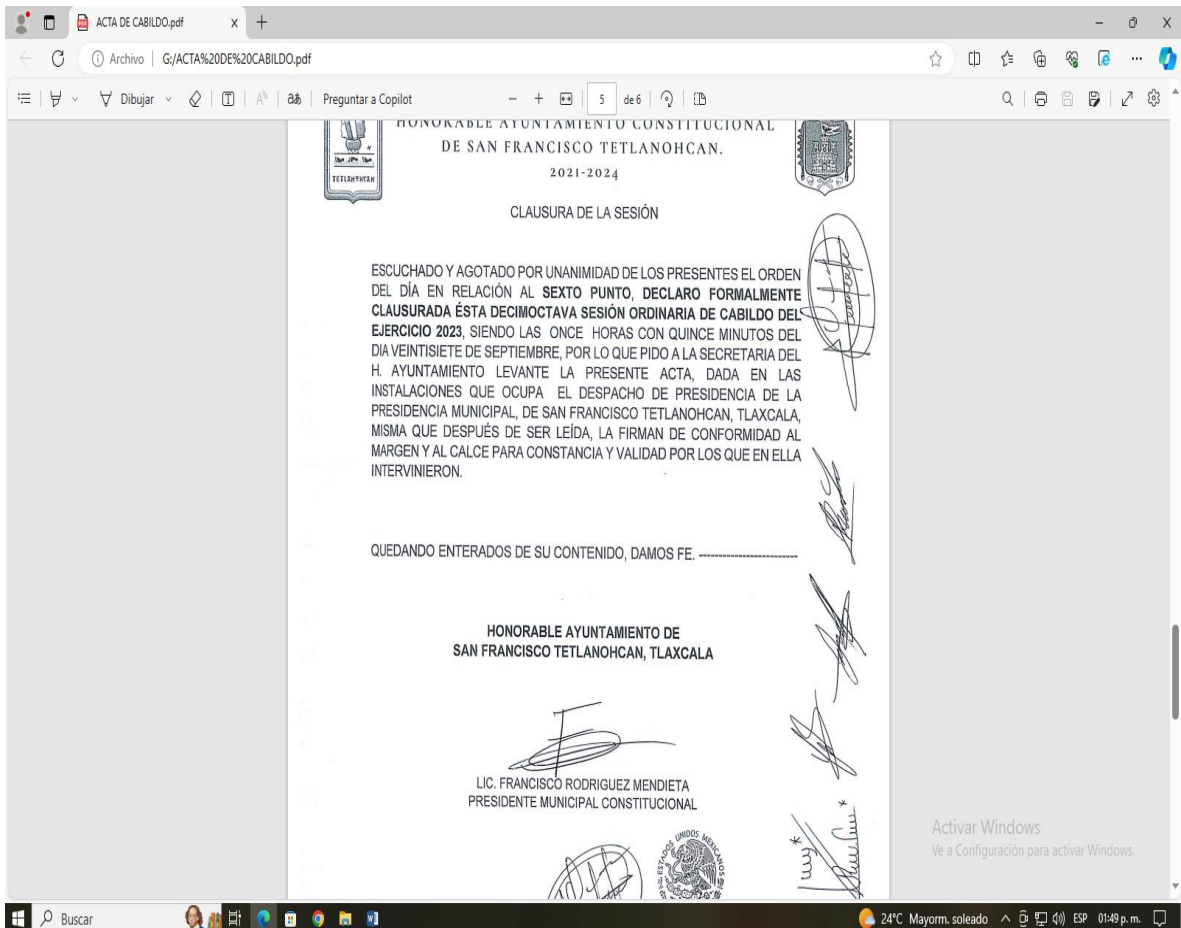 ACTA DE CABILDO.pdf
Archivo G:/ACTA%20DE%20CABILDO.pdf
Dibujar Preguntar a Copilot 5 de 6
HONORABLE AYUNTAMIENTO CONSTITUCIONAL
DE SAN FRANCISCO TETLANOHCAN.
2021-2024
TETLANOHCAN
CLAUSURA DE LA SESIÓN
ESCUCHADO Y AGOTADO POR UNANIMIDAD DE LOS PRESENTES EL ORDEN
DEL DÍA EN RELACIÓN AL SEXTO PUNTO, DECLARO FORMALMENTE
CLAUSURADA ÉSTA DECIMOCTAVA SESIÓN ORDINARIA DE CABILDO DEL
EJERCICIO 2023, SIENDO LAS ONCE HORAS CON QUINCE MINUTOS DEL
DIA VEINTISIETE DE SEPTIEMBRE, POR LO QUE PIDO A LA SECRETARIA DEL
H. AYUNTAMIENTO LEVANTE LA PRESENTE ACTA, DADA EN LAS
INSTALACIONES QUE OCUPA EL DESPACHO DE PRESIDENCIA DE LA
PRESIDENCIA MUNICIPAL, DE SAN FRANCISCO TETLANOHCAN, TLAXCALA,
MISMA QUE DESPUÉS DE SER LEÍDA, LA FIRMAN DE CONFORMIDAD AL
MARGEN Y AL CALCE PARA CONSTANCIA Y VALIDAD POR LOS QUE EN ELLA
INTERVINIERON.
QUEDANDO ENTERADOS DE SU CONTENIDO, DAMOS FE. -------------------------
HONORABLE AYUNTAMIENTO DE
SAN FRANCISCO TETLANOHCAN, TLAXCALA
LIC. FRANCISCO RODRIGUEZ MENDIETA
PRESIDENTE MUNICIPAL CONSTITUCIONAL
ESTADOS UNIDOS MEXICANOS
Activar Windows
Ve a Configuración para activar Windows.
Buscar
24°C Mayorm. soleado ESP 01:49 p. m.